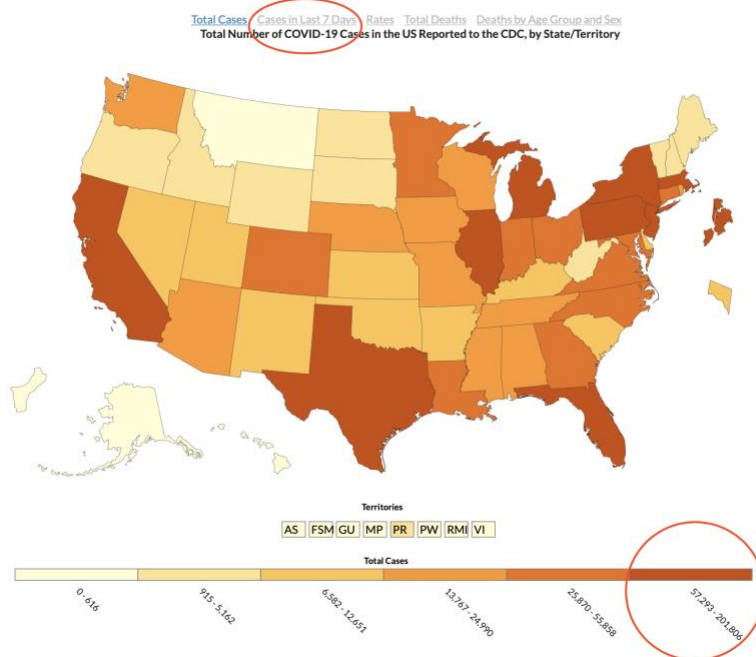 Total Cases Cases in Last 7 Days Rates Total Deaths Deaths by Age Group and Sex
Total Number of COVID-19 Cases in the US Reported to the CDC, by State/Territory
Territories
AS FSM GU MP PR PW RMI VI
Total Cases
0 - 616
915 - 5,162
6,582 - 12,651
13,767 - 24,990
25,870 - 55,858
57,293 - 201,806